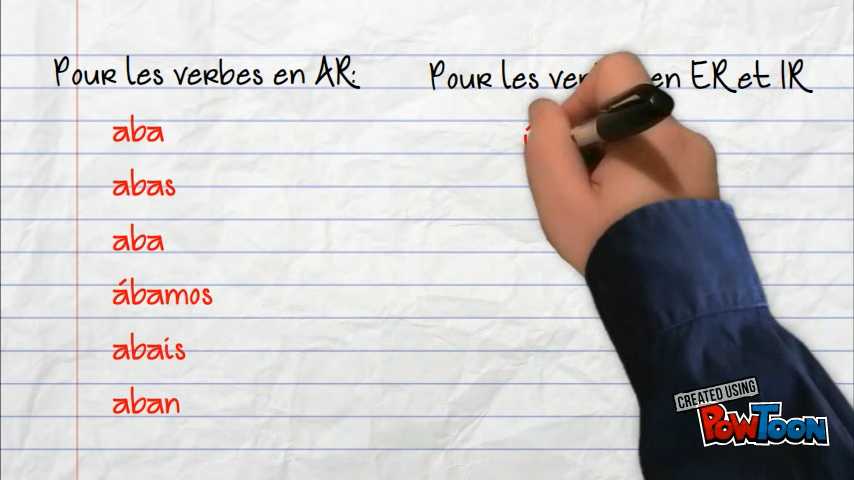 Pour les verbes en AR:
aba
abas
aba
ábamos
abais
aban
Pour les en ER et IR
CREATED USING
POWTOON